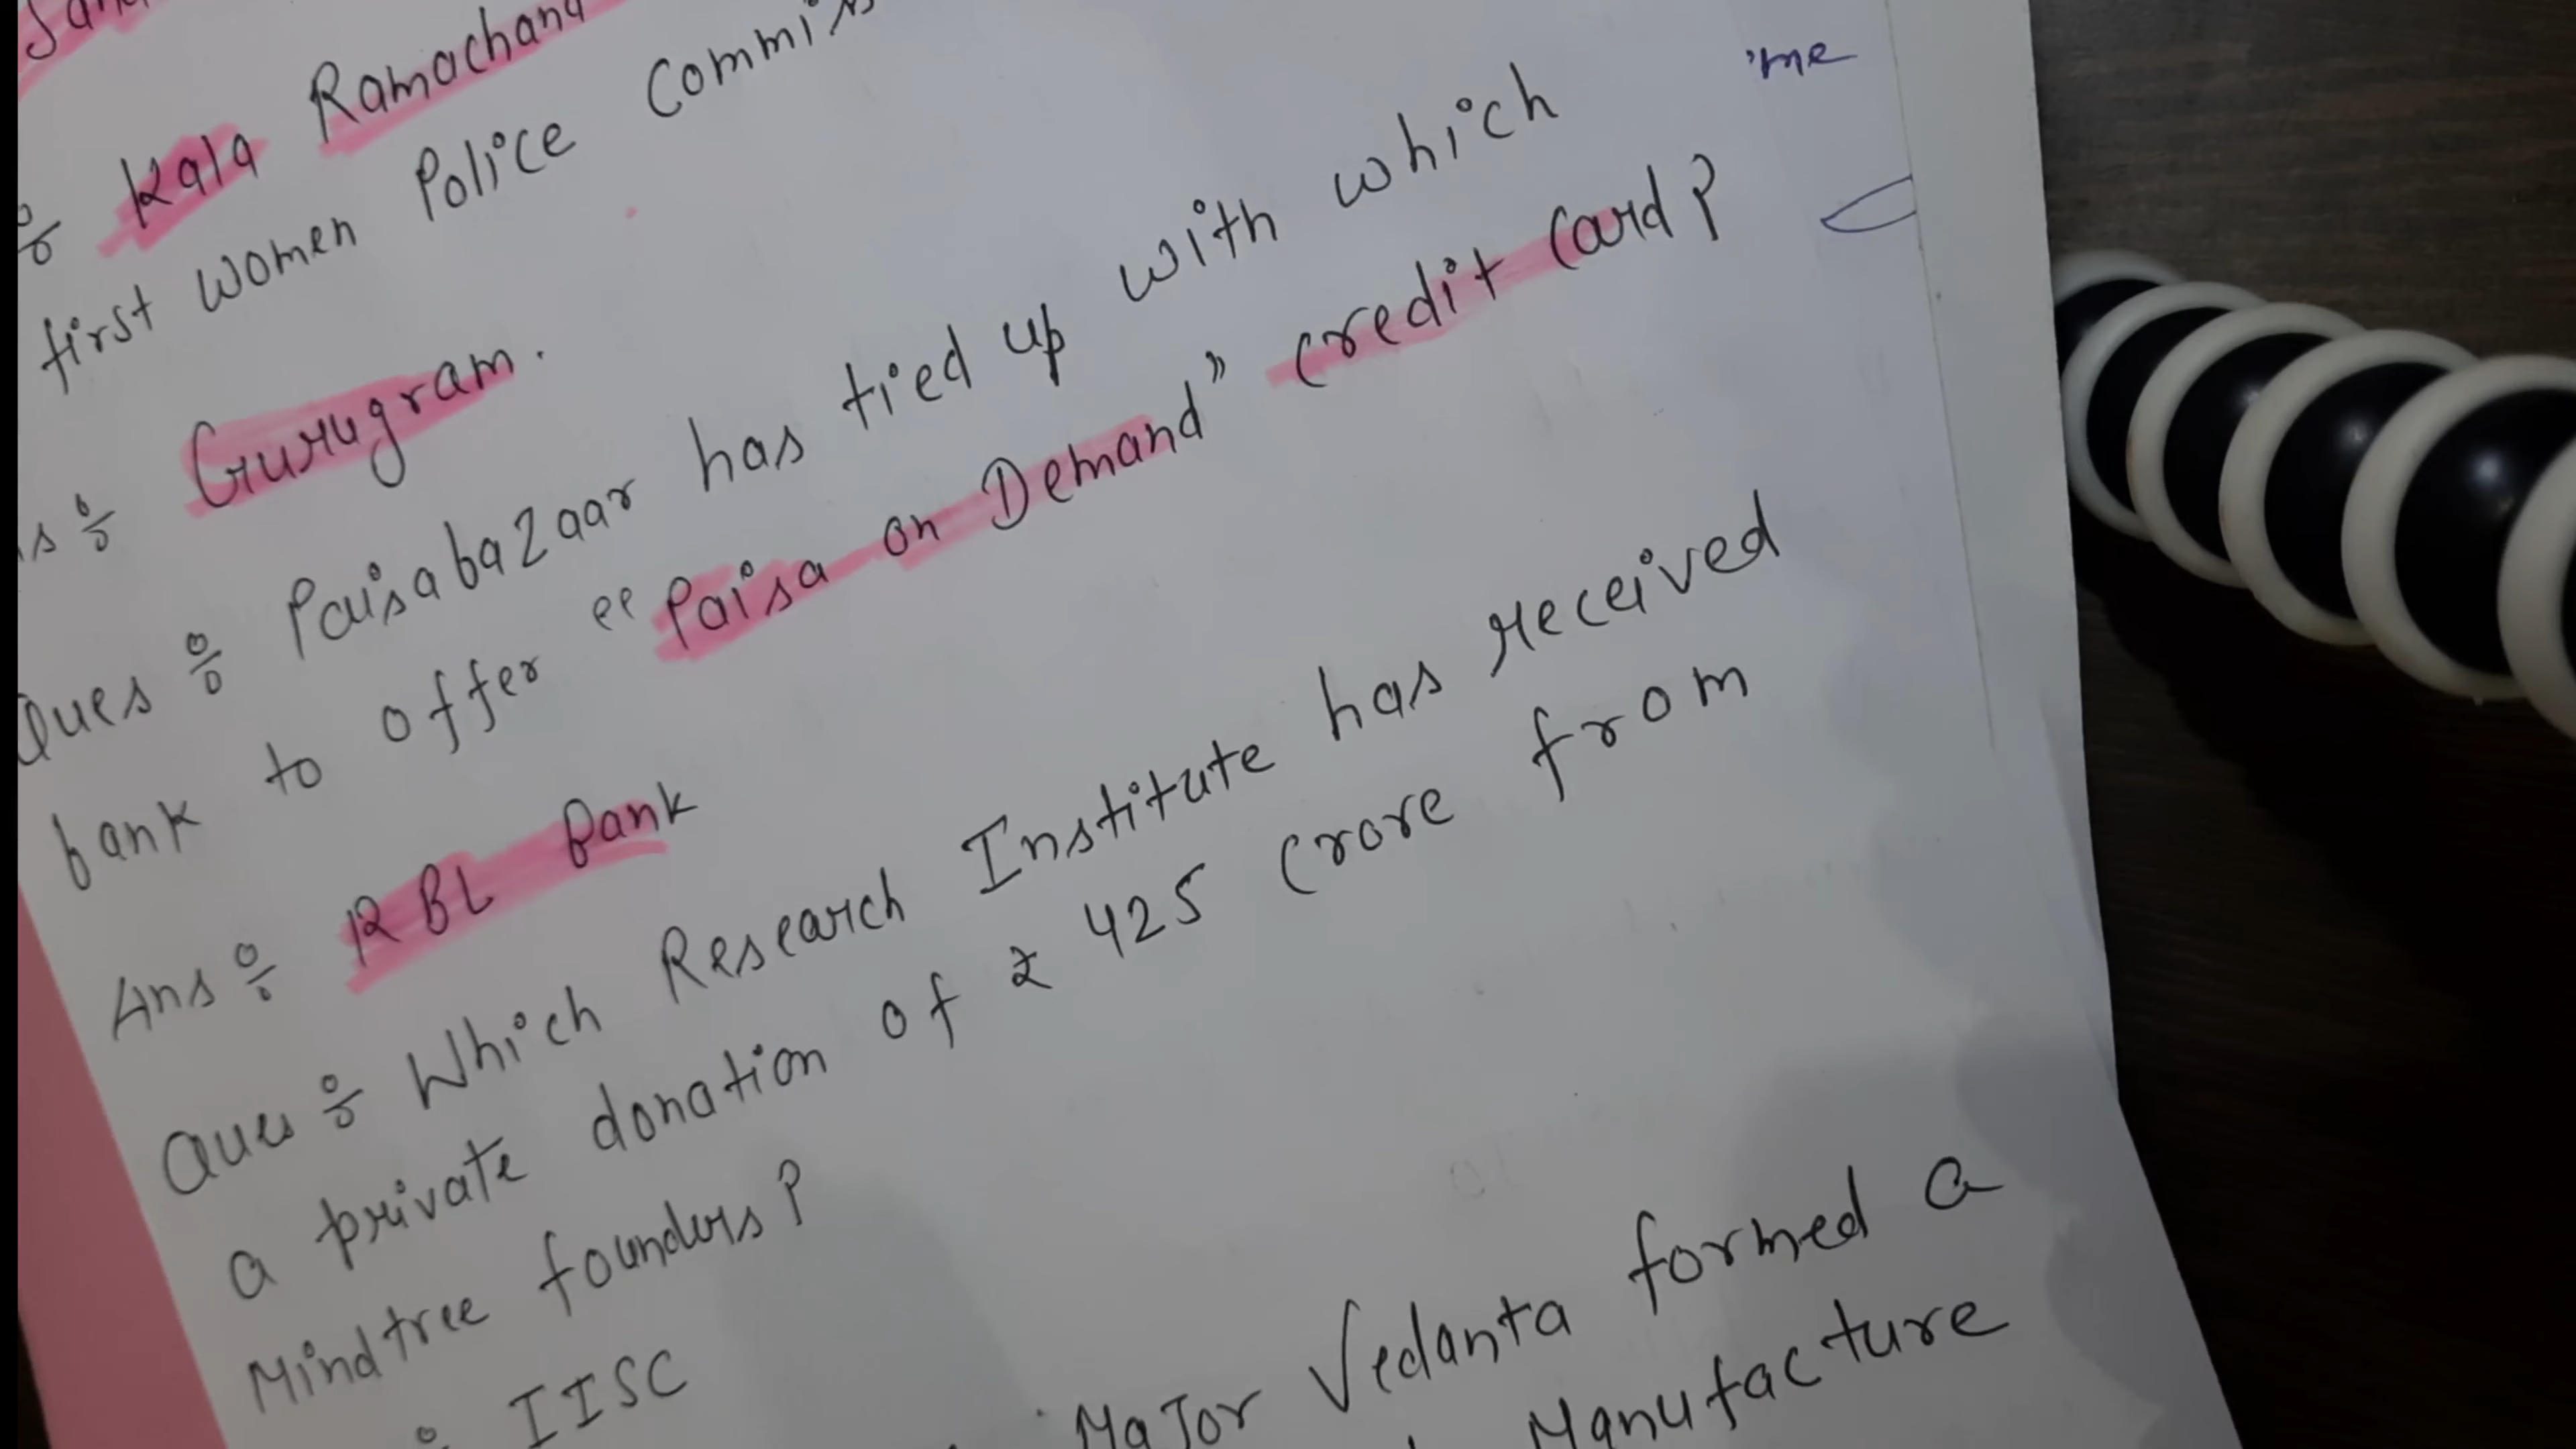 Kala Ramachand
first women Police Commis
Gurugram.
Ques : Paisabazaar has tied up with which
bank to offer "Paisa on Demand" credit Card?
Ans : RBL Bank
Ques : Which Research Institute has received
a private donation of ₹ 425 Crore from
Mindtree founders?
: IISC
Major Vedanta formed a
Manufacture